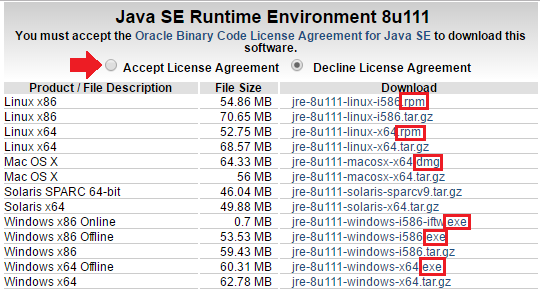 Java SE Runtime Environment 8u111
You must accept the Oracle Binary Code License Agreement for Java SE to download this
software.
Accept License Agreement Decline License Agreement
Product / File Description File Size Download
Linux x86 54.86 MB jre-8u111-linux-i586.rpm
Linux x86 70.65 MB jre-8u111-linux-i586.tar.gz
Linux x64 52.75 MB jre-8u111-linux-x64.rpm
Linux x64 68.57 MB jre-8u111-linux-x64.tar.gz
Mac OS X 64.33 MB jre-8u111-macosx-x64.dmg
Mac OS X 56 MB jre-8u111-macosx-x64.tar.gz
Solaris SPARC 64-bit 46.04 MB jre-8u111-solaris-sparcv9.tar.gz
Solaris x64 49.88 MB jre-8u111-solaris-x64.tar.gz
Windows x86 Online 0.7 MB jre-8u111-windows-i586-iftw.exe
Windows x86 Offline 53.53 MB jre-8u111-windows-i586.exe
Windows x86 59.43 MB jre-8u111-windows-i586.tar.gz
Windows x64 Offline 60.31 MB jre-8u111-windows-x64.exe
Windows x64 62.78 MB jre-8u111-windows-x64.tar.gz